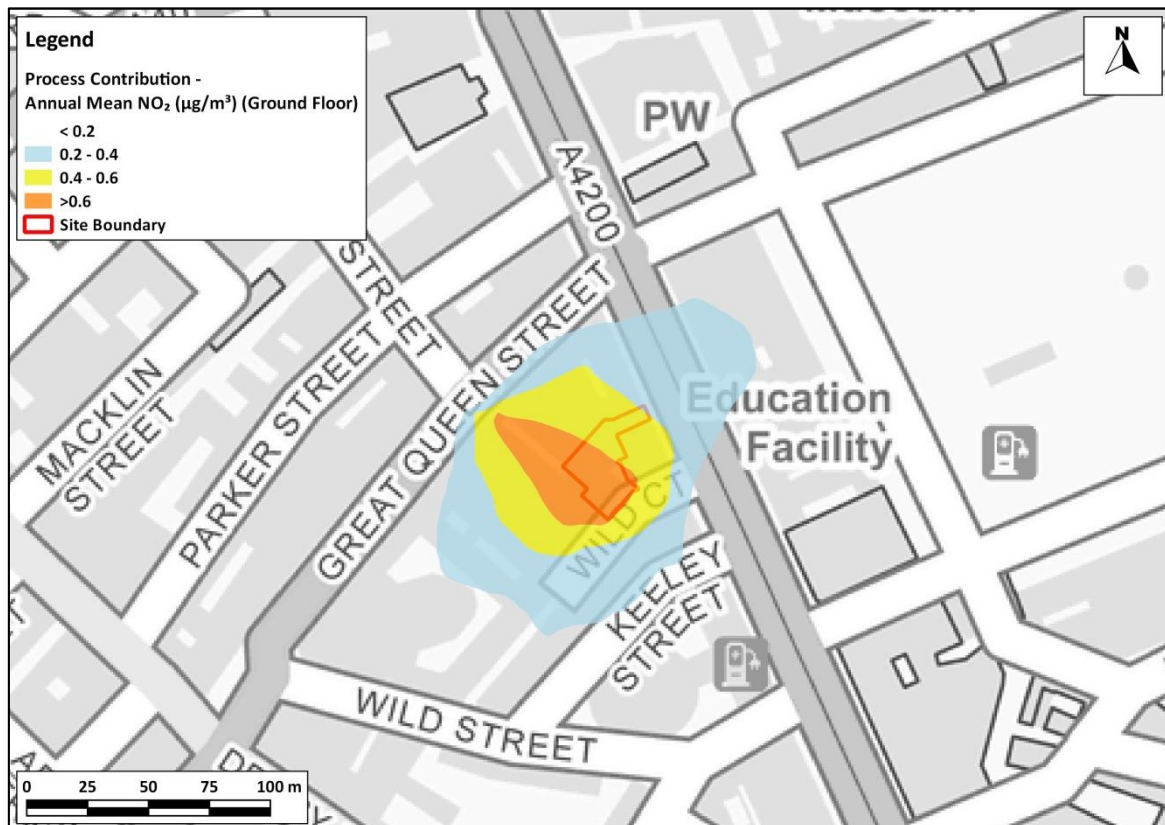 Legend
Process Contribution -
Annual Mean NO₂ (µg/m³) (Ground Floor)
< 0.2
0.2 - 0.4
0.4 - 0.6
>0.6
Site Boundary
N
PW
A4200
STREET
GREAT QUEEN STREET
PARKER STREET
MACKLIN
STREET
Education
Facility
WILD CT
KEELEY
STREET
WILD STREET
0 25 50 75 100 m